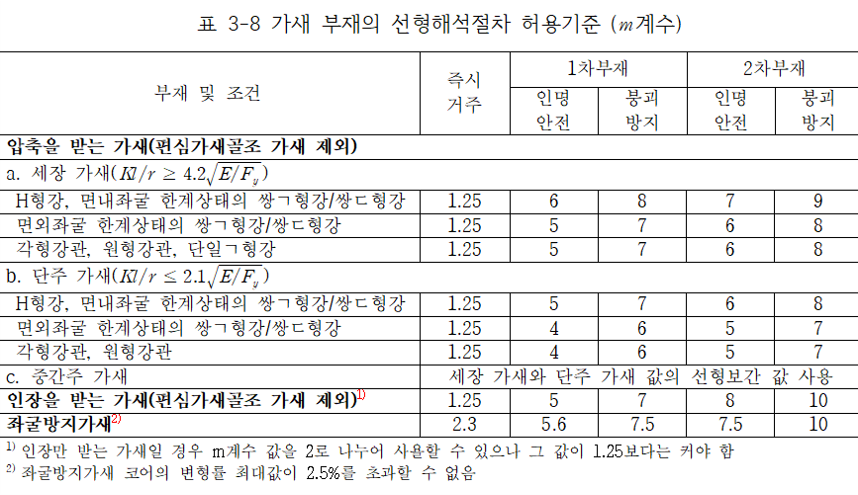 표 3-8 가새 부재의 선형해석절차 허용기준 (m계수)
부재 및 조건 즉시 거주 1차부재 2차부재
인명 안전 붕괴 방지 인명 안전 붕괴 방지
압축을 받는 가새(편심가새골조 가새 제외)
a. 세장 가새(Kl/r ≥ 4.2√E/Fy)
H형강, 면내좌굴 한계상태의 쌍ㄱ형강/쌍ㄷ형강 1.25 6 8 7 9
면외좌굴 한계상태의 쌍ㄱ형강/쌍ㄷ형강 1.25 5 7 6 8
각형강관, 원형강관, 단일ㄱ형강 1.25 5 7 6 8
b. 단주 가새(Kl/r ≤ 2.1√E/Fy)
H형강, 면내좌굴 한계상태의 쌍ㄱ형강/쌍ㄷ형강 1.25 5 7 6 8
면외좌굴 한계상태의 쌍ㄱ형강/쌍ㄷ형강 1.25 4 6 5 7
각형강관, 원형강관 1.25 4 6 5 7
c. 중간주 가새 세장 가새와 단주 가새 값의 선형보간 값 사용
인장을 받는 가새(편심가새골조 가새 제외)1) 1.25 5 7 8 10
좌굴방지가새2) 2.3 5.6 7.5 7.5 10
1) 인장만 받는 가새일 경우 m계수 값을 2로 나누어 사용할 수 있으나 그 값이 1.25보다는 커야 함
2) 좌굴방지가새 코어의 변형률 최대값이 2.5%를 초과할 수 없음